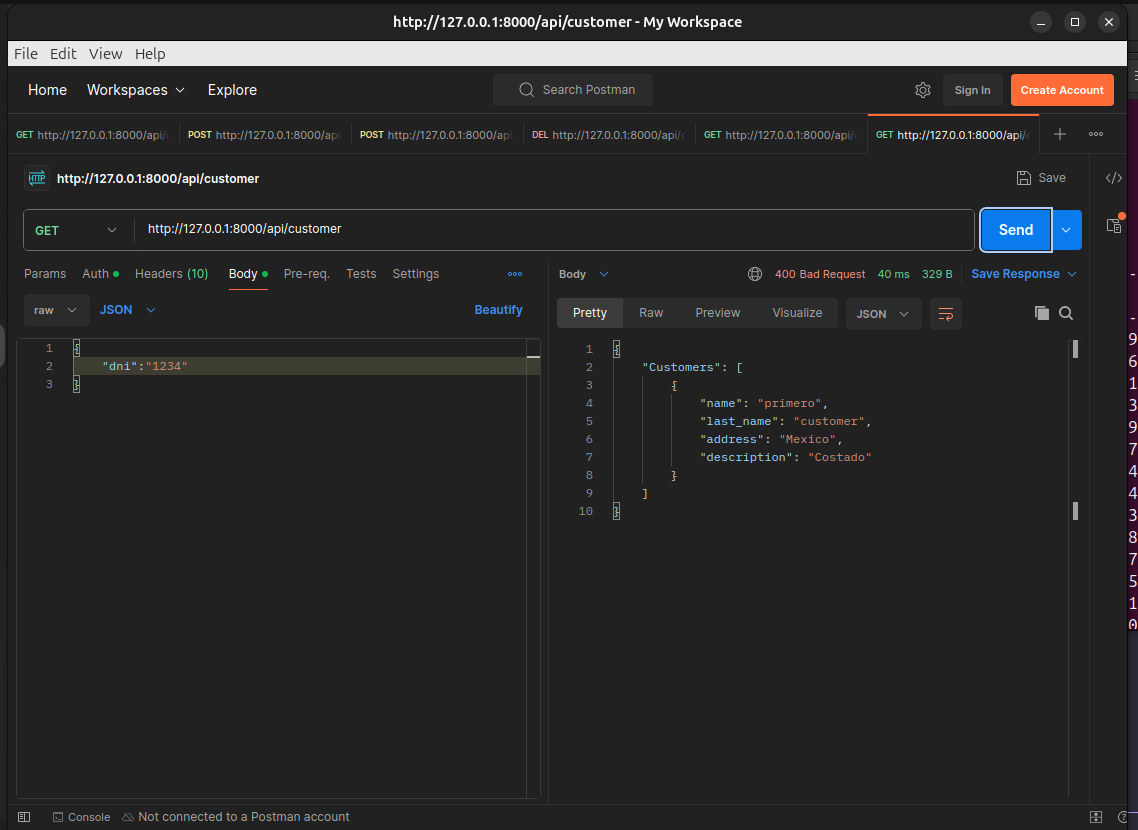 http://127.0.0.1:8000/api/customer - My Workspace
File Edit View Help
Home Workspaces Explore Search Postman Sign In Create Account
GET http://127.0.0.1:8000/api/ POST http://127.0.0.1:8000/api POST http://127.0.0.1:8000/api DEL http://127.0.0.1:8000/api/ GET http://127.0.0.1:8000/api/ GET http://127.0.0.1:8000/api/
HTTP http://127.0.0.1:8000/api/customer Save </>
GET http://127.0.0.1:8000/api/customer Send
Params Auth Headers (10) Body Pre-req. Tests Settings
raw JSON Beautify
1 {
2 "dni":"1234"
3 }
Body 400 Bad Request 40 ms 329 B Save Response
Pretty Raw Preview Visualize JSON
1 {
2 "Customers": [
3 {
4 "name": "primero",
5 "last_name": "customer",
6 "address": "Mexico",
7 "description": "Costado"
8 }
9 ]
10 }
-
-
9
6
1
3
9
7
4
4
3
8
7
5
1
0
Console Not connected to a Postman account